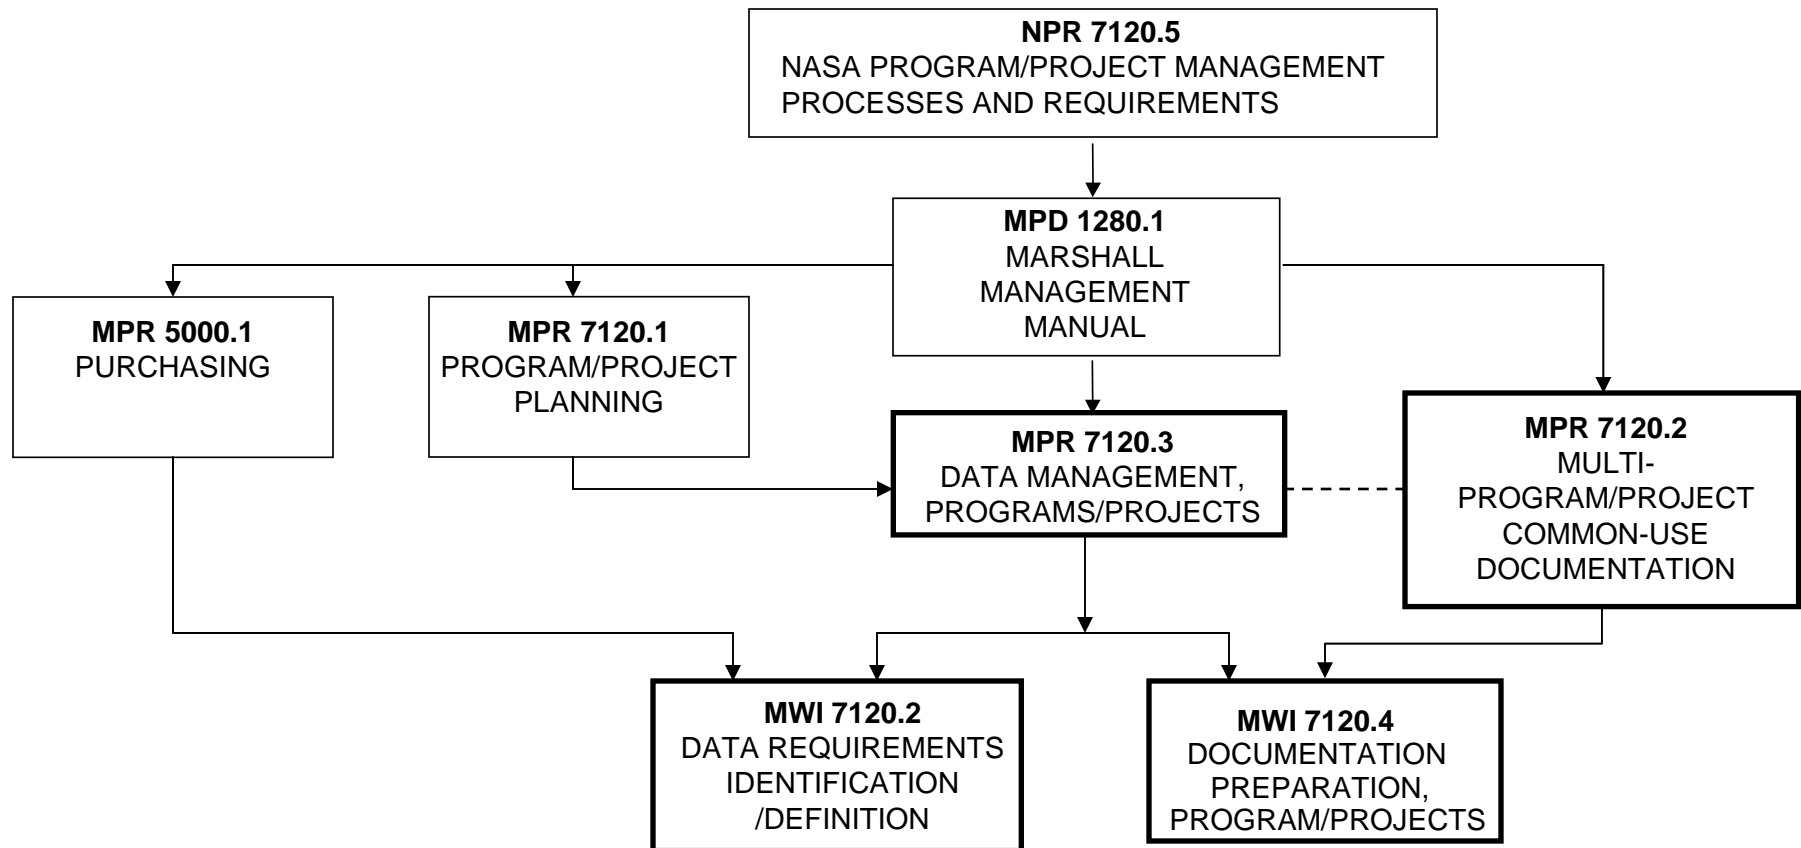 NPR 7120.5
NASA PROGRAM/PROJECT MANAGEMENT
PROCESSES AND REQUIREMENTS
MPD 1280.1
MARSHALL
MANAGEMENT
MANUAL
MPR 5000.1
PURCHASING
MPR 7120.1
PROGRAM/PROJECT
PLANNING
MPR 7120.3
DATA MANAGEMENT,
PROGRAMS/PROJECTS
MPR 7120.2
MULTI-
PROGRAM/PROJECT
COMMON-USE
DOCUMENTATION
MWI 7120.2
DATA REQUIREMENTS
IDENTIFICATION
/DEFINITION
MWI 7120.4
DOCUMENTATION
PREPARATION,
PROGRAM/PROJECTS